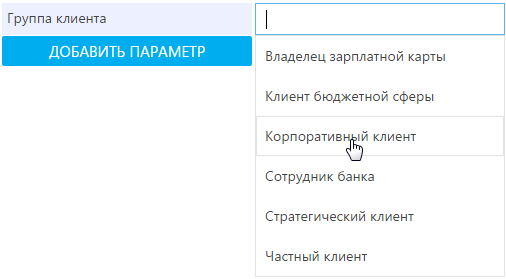 Группа клиента
ДОБАВИТЬ ПАРАМЕТР
Владелец зарплатной карты
Клиент бюджетной сферы
Корпоративный клиент
Сотрудник банка
Стратегический клиент
Частный клиент